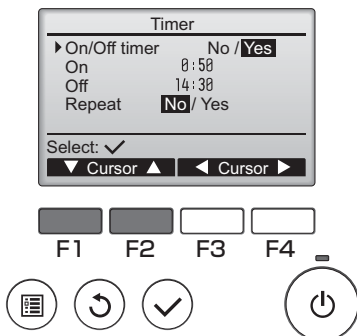 Timer
▶ On/Off timer No / Yes
On 0:50
Off 14:30
Repeat No / Yes
Select: ✓
▼ Cursor ▲ ◀ Cursor ▶
F1 F2 F3 F4